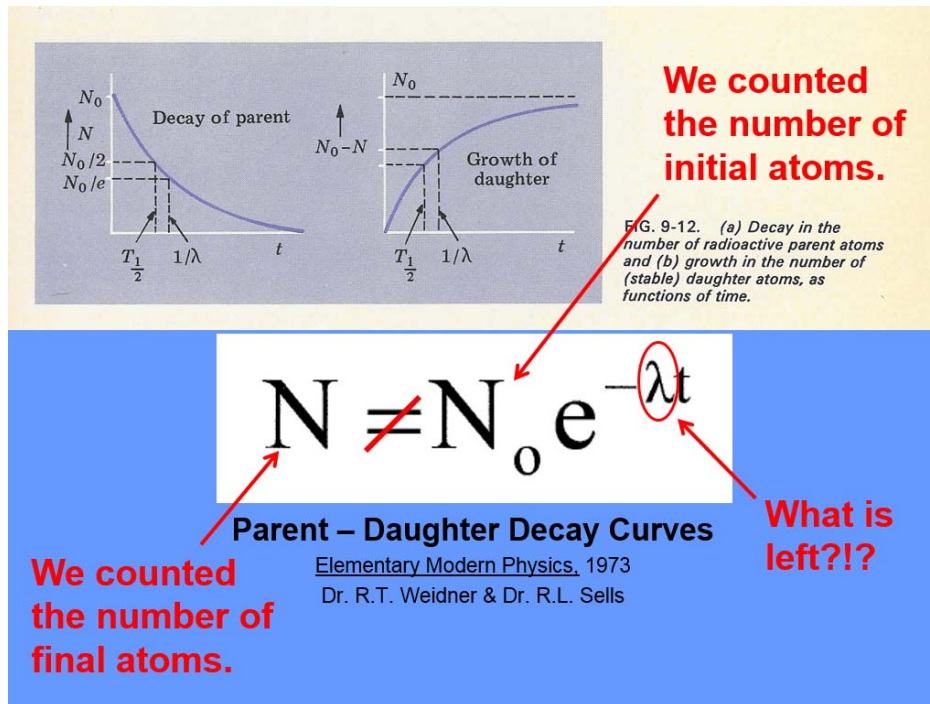 N₀
N
N₀/2
N₀/e
Decay of parent
T½
1/λ
t
N₀
N₀–N
Growth of
daughter
T½
1/λ
t
We counted
the number of
initial atoms.
FIG. 9-12. (a) Decay in the
number of radioactive parent atoms
and (b) growth in the number of
(stable) daughter atoms, as
functions of time.
N ≠ Nₒ e^–λt
Parent – Daughter Decay Curves
Elementary Modern Physics, 1973
Dr. R.T. Weidner & Dr. R.L. Sells
What is
left?!?
We counted
the number of
final atoms.